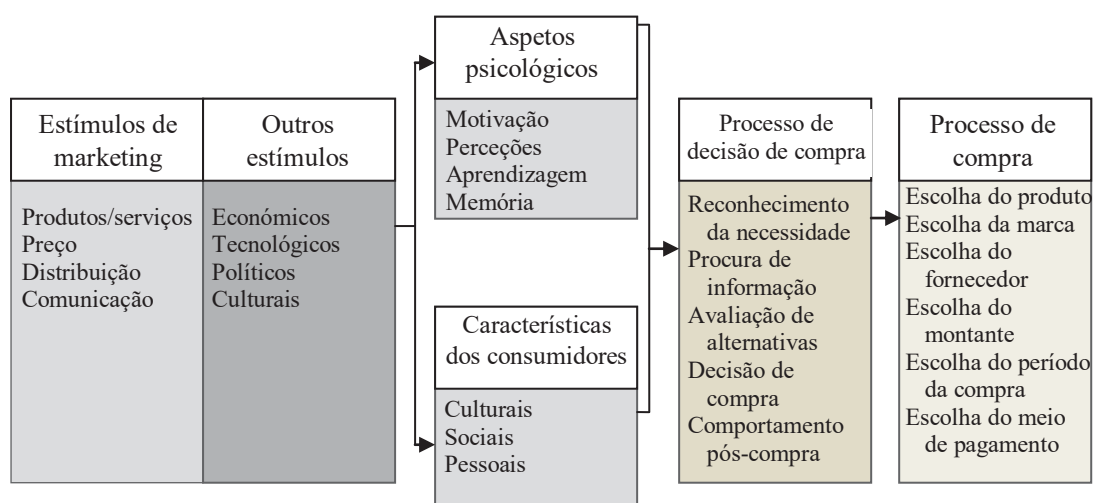 Estímulos de
marketing
Produtos/serviços
Preço
Distribuição
Comunicação
Outros
estímulos
Económicos
Tecnológicos
Políticos
Culturais
Aspetos
psicológicos
Motivação
Perceções
Aprendizagem
Memória
Características
dos consumidores
Culturais
Sociais
Pessoais
Processo de
decisão de compra
Reconhecimento
da necessidade
Procura de
informação
Avaliação de
alternativas
Decisão de
compra
Comportamento
pós-compra
Processo de
compra
Escolha do produto
Escolha da marca
Escolha do
fornecedor
Escolha do
montante
Escolha do período
da compra
Escolha do meio
de pagamento